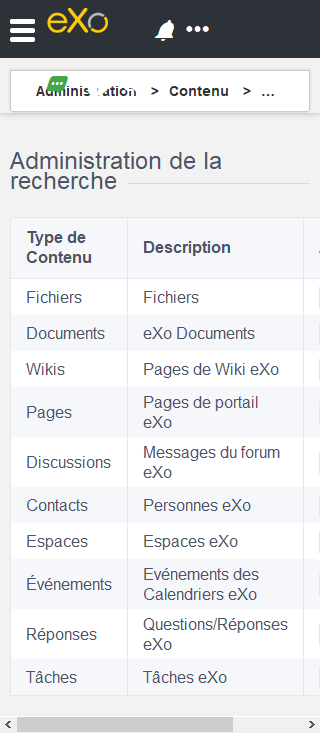 eXo
Administration > Contenu > ...
Administration de la
recherche
Type de Contenu Description
Fichiers Fichiers
Documents eXo Documents
Wikis Pages de Wiki eXo
Pages Pages de portail eXo
Discussions Messages du forum eXo
Contacts Personnes eXo
Espaces Espaces eXo
Événements Evénements des Calendriers eXo
Réponses Questions/Réponses eXo
Tâches Tâches eXo